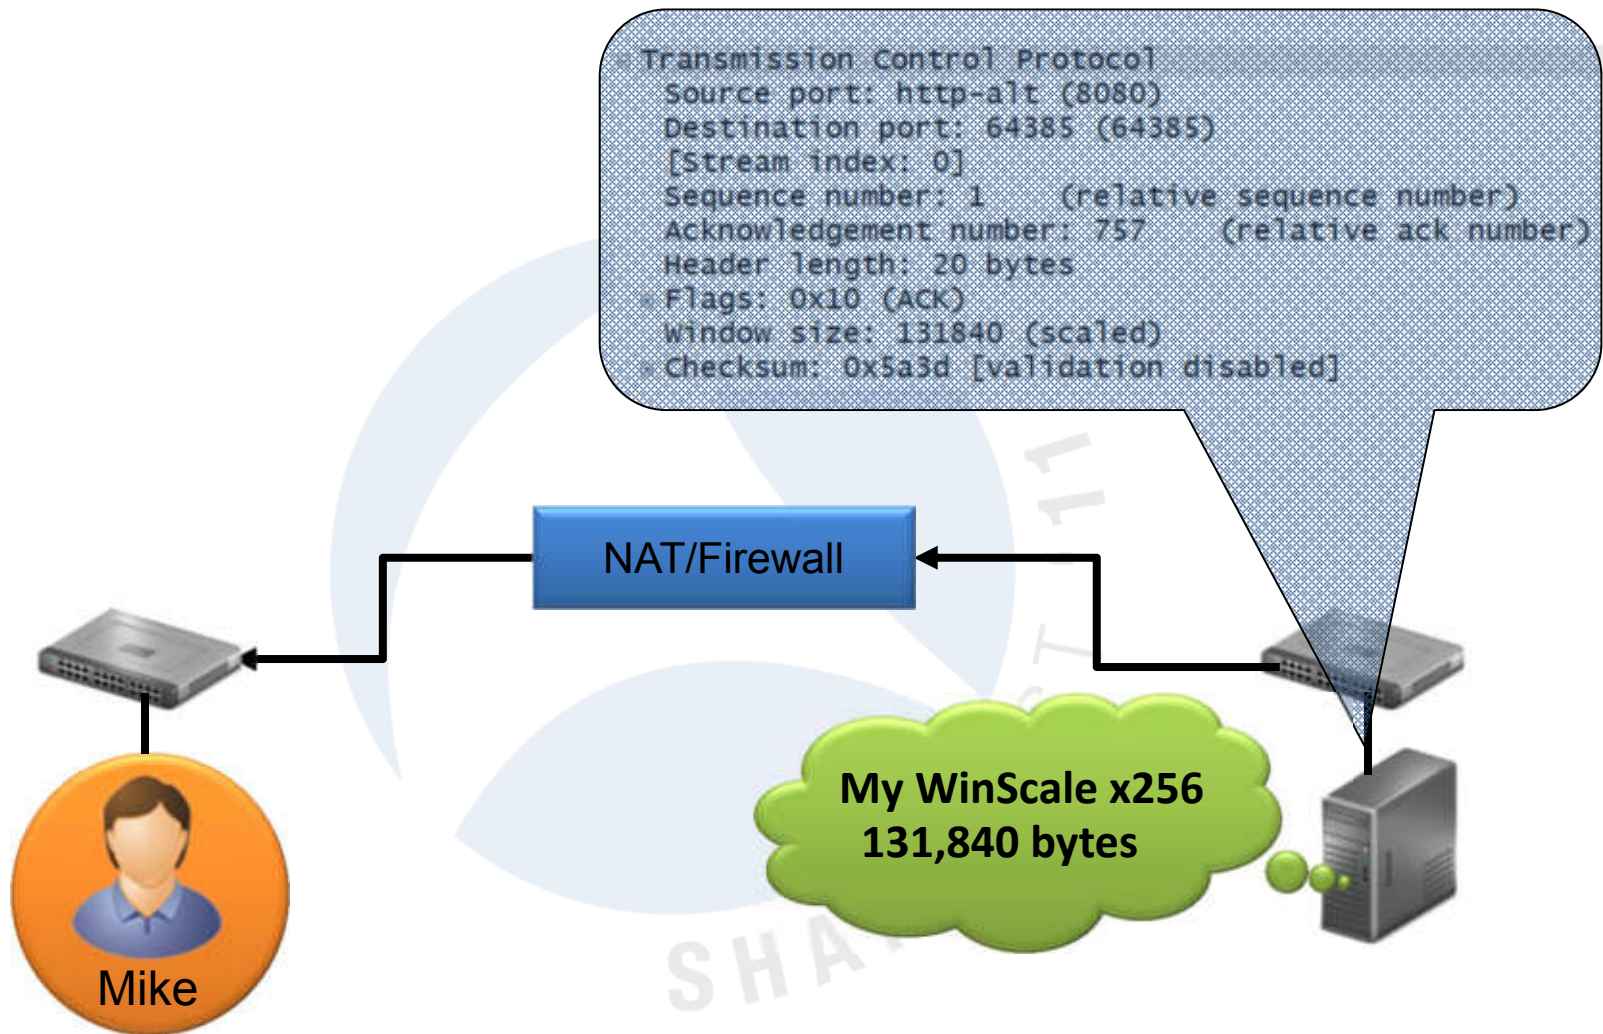 Transmission Control Protocol
Source port: http-alt (8080)
Destination port: 64385 (64385)
[Stream index: 0]
Sequence number: 1 (relative sequence number)
Acknowledgement number: 757 (relative ack number)
Header length: 20 bytes
Flags: 0x10 (ACK)
Window size: 131840 (scaled)
Checksum: 0x5a3d [validation disabled]
NAT/Firewall
My WinScale x256
131,840 bytes
Mike